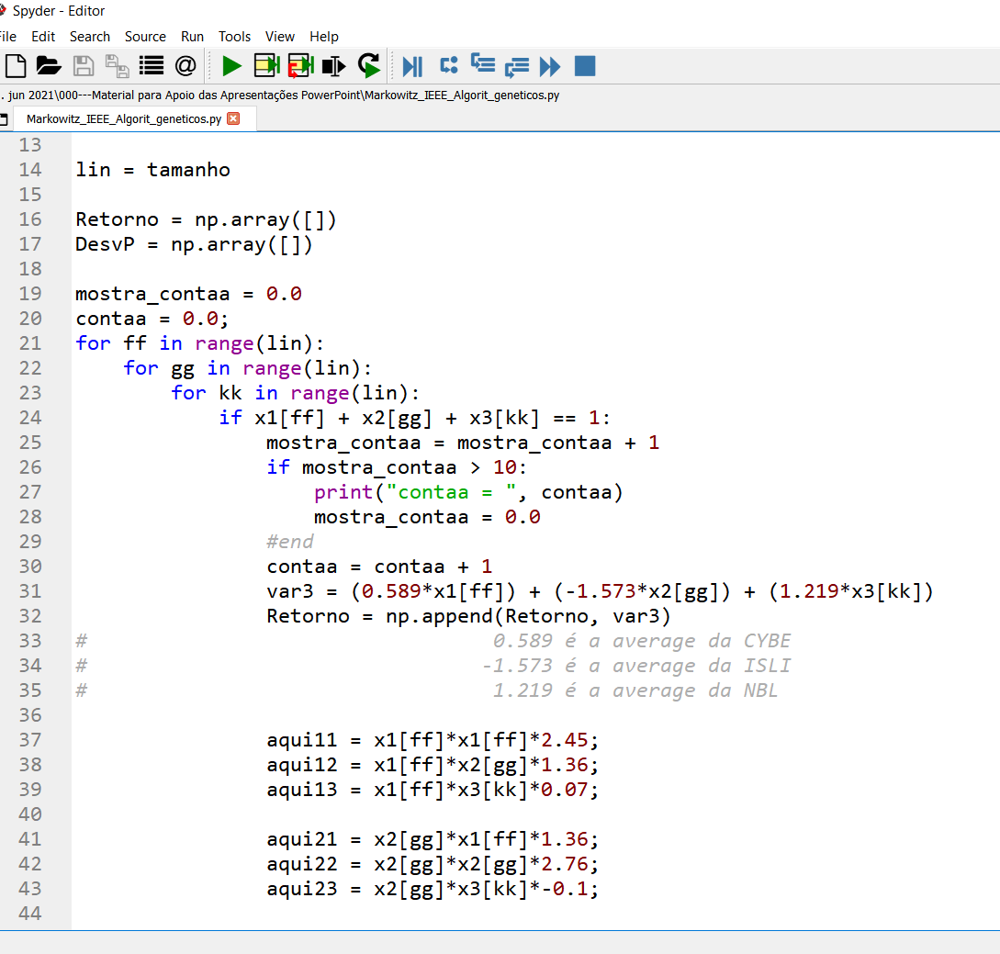 Spyder - Editor
File Edit Search Source Run Tools View Help
. jun 2021\000---Material para Apoio das Apresentações PowerPoint\Markowitz_IEEE_Algorit_geneticos.py
Markowitz_IEEE_Algorit_geneticos.py
13
14 lin = tamanho
15
16 Retorno = np.array([])
17 DesvP = np.array([])
18
19 mostra_contaa = 0.0
20 contaa = 0.0;
21 for ff in range(lin):
22     for gg in range(lin):
23         for kk in range(lin):
24             if x1[ff] + x2[gg] + x3[kk] == 1:
25                 mostra_contaa = mostra_contaa + 1
26                 if mostra_contaa > 10:
27                     print("contaa = ", contaa)
28                     mostra_contaa = 0.0
29                 #end
30                 contaa = contaa + 1
31                 var3 = (0.589*x1[ff]) + (-1.573*x2[gg]) + (1.219*x3[kk])
32                 Retorno = np.append(Retorno, var3)
33 #                                  0.589 é a average da CYBE
34 #                                 -1.573 é a average da ISLI
35 #                                  1.219 é a average da NBL
36
37                 aqui11 = x1[ff]*x1[ff]*2.45;
38                 aqui12 = x1[ff]*x2[gg]*1.36;
39                 aqui13 = x1[ff]*x3[kk]*0.07;
40
41                 aqui21 = x2[gg]*x1[ff]*1.36;
42                 aqui22 = x2[gg]*x2[gg]*2.76;
43                 aqui23 = x2[gg]*x3[kk]*-0.1;
44